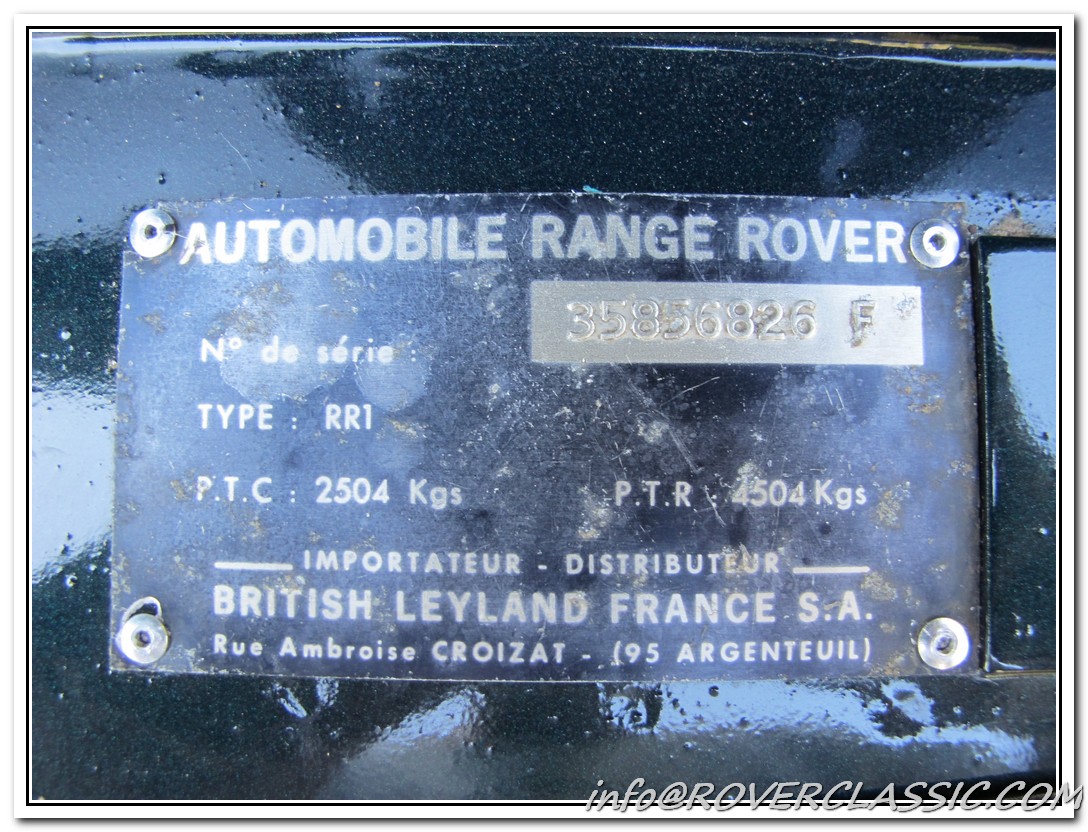 AUTOMOBILE RANGE ROVER
N° de série : 35856826 F
TYPE : RR1
P.T.C : 2504 Kgs P.T.R : 4504 Kgs
IMPORTATEUR - DISTRIBUTEUR
BRITISH LEYLAND FRANCE S.A.
Rue Ambroise CROIZAT - (95 ARGENTEUIL)
info@ROVERCLASSIC.COM